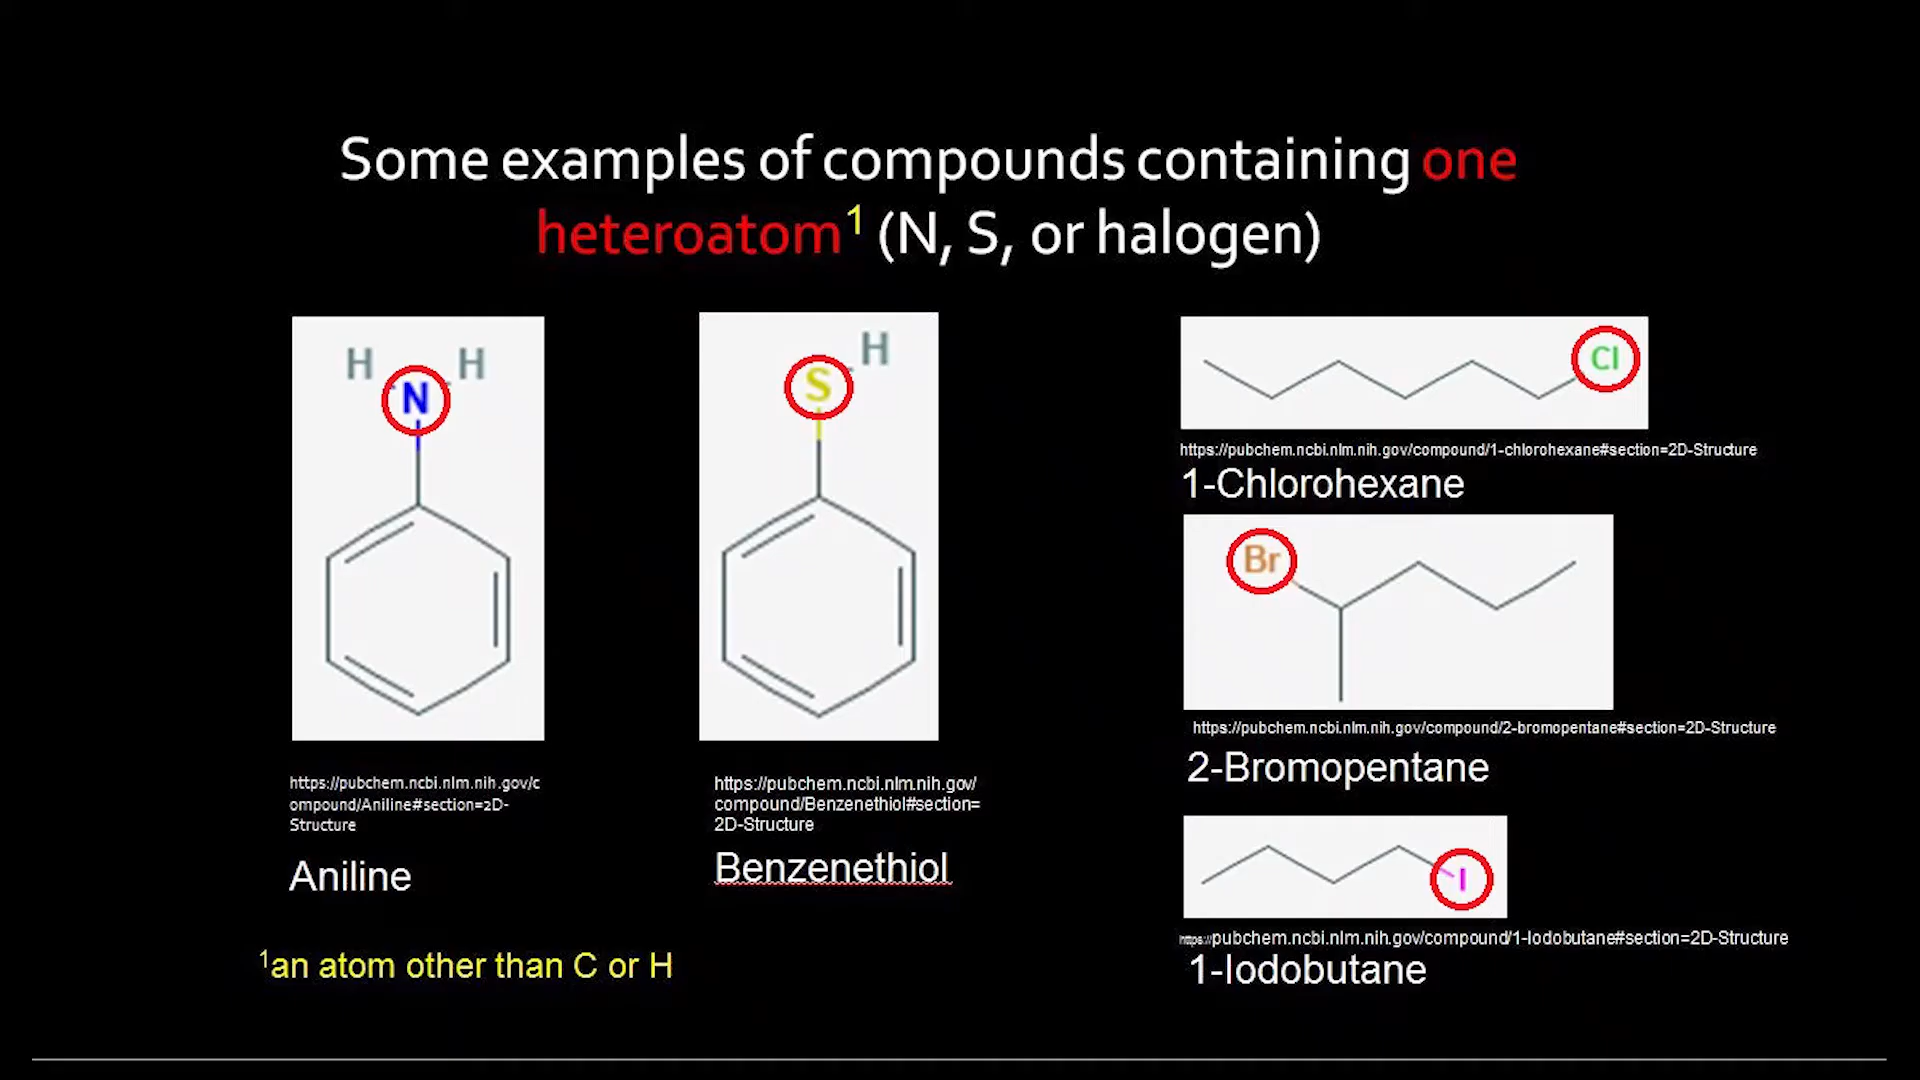 Some examples of compounds containing one
heteroatom¹ (N, S, or halogen)
H H
N
H
S
Cl
https://pubchem.ncbi.nlm.nih.gov/compound/1-chlorohexane#section=2D-Structure
1-Chlorohexane
Br
https://pubchem.ncbi.nlm.nih.gov/compound/2-bromopentane#section=2D-Structure
2-Bromopentane
I
https://pubchem.ncbi.nlm.nih.gov/compound/1-Iodobutane#section=2D-Structure
1-Iodobutane
https://pubchem.ncbi.nlm.nih.gov/c
ompound/Aniline#section=2D-
Structure
Aniline
https://pubchem.ncbi.nlm.nih.gov/
compound/Benzenethiol#section=
2D-Structure
Benzenethiol
¹an atom other than C or H